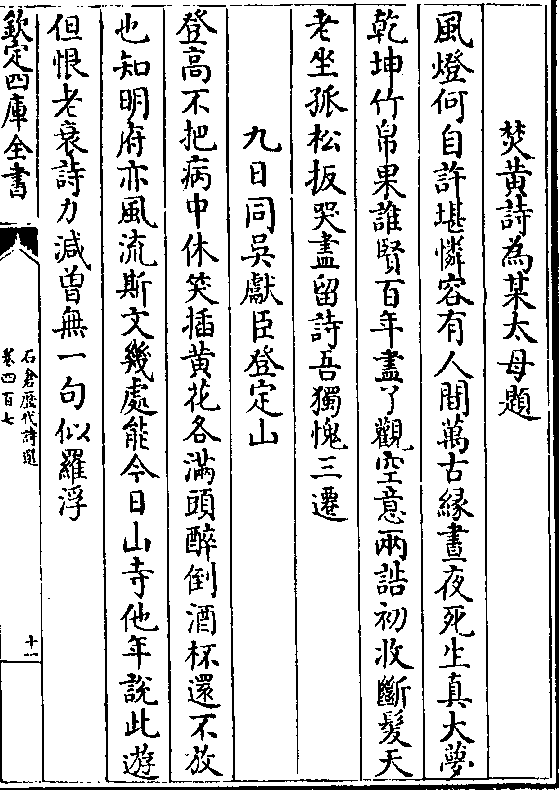 焚黄詩為某太母題
風燈何自許堪憐容有人間萬古縁晝夜死生真大夢
乾坤竹帛果誰賢百年盡了觀空意兩誥初收斷髮天
老坐孤松扳哭盡留詩吾獨愧三遷
九日同吳獻臣登定山
登高不把病中休笑插黄花各滿頭醉倒酒杯還不放
也知明府亦風流斯文幾處能今日山寺他年說此遊
但恨老衰詩力減曽無一句似羅浮
欽定四庫全書
石倉歷代詩選
卷四百七
十一